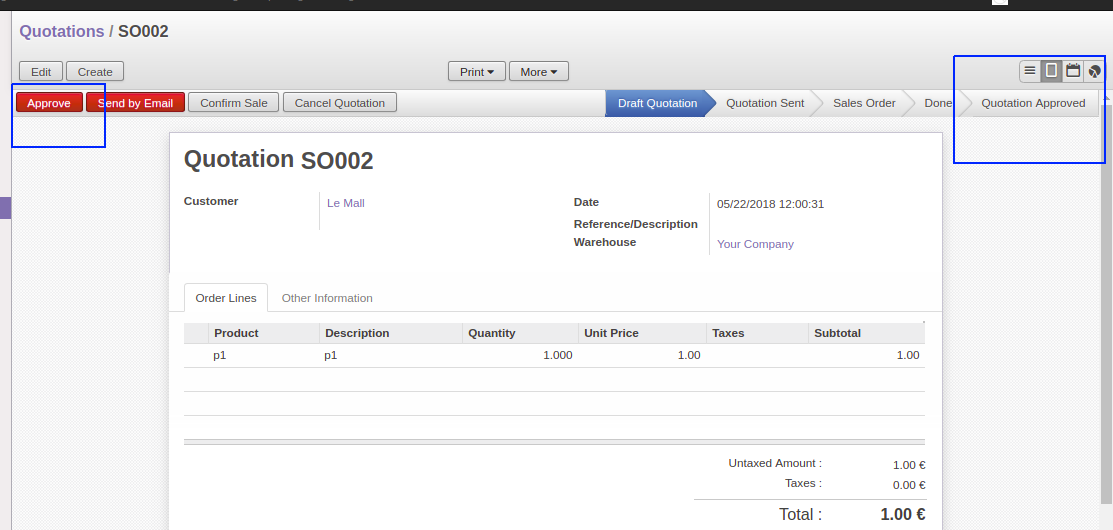 Quotations / SO002
Edit Create Print More
Approve Send by Email Confirm Sale Cancel Quotation Draft Quotation Quotation Sent Sales Order Done Quotation Approved
Quotation SO002
Customer Le Mall Date 05/22/2018 12:00:31
Reference/Description
Warehouse Your Company
Order Lines Other Information
Product Description Quantity Unit Price Taxes Subtotal
p1 p1 1.000 1.00 1.00
Untaxed Amount : 1.00 €
Taxes : 0.00 €
Total : 1.00 €